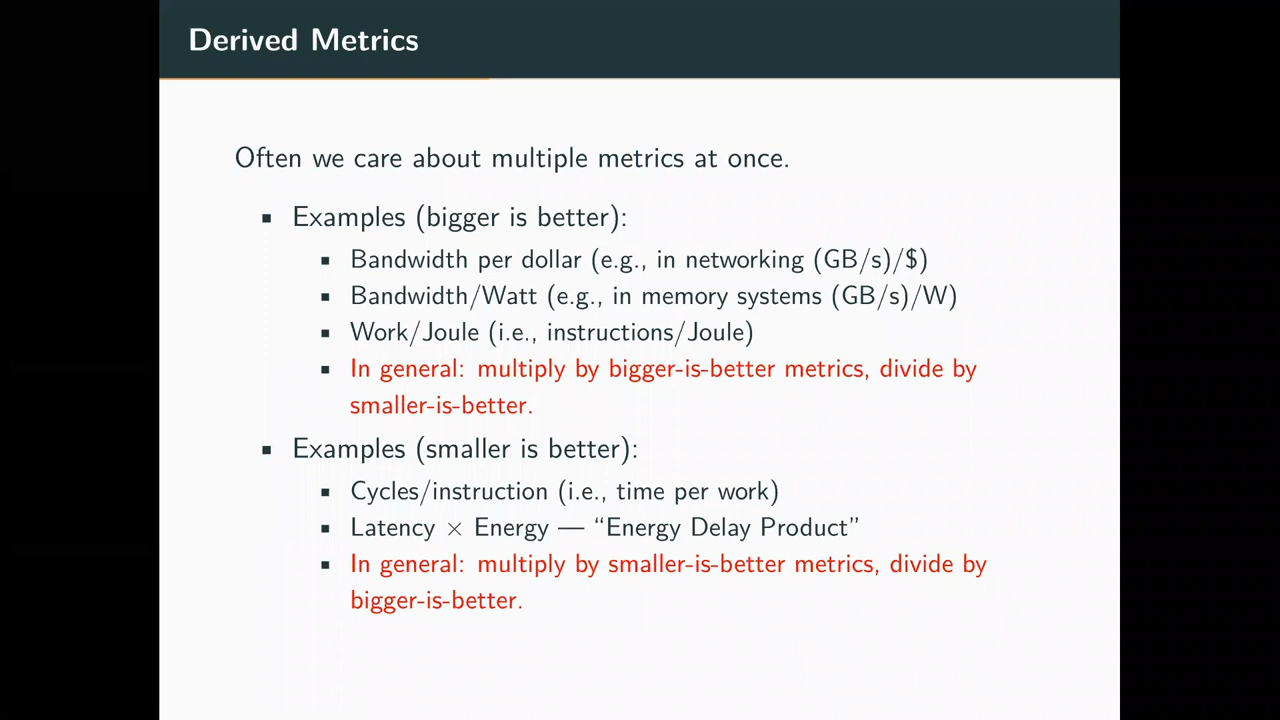 Derived Metrics
Often we care about multiple metrics at once.
▪ Examples (bigger is better):
▪ Bandwidth per dollar (e.g., in networking (GB/s)/$)
▪ Bandwidth/Watt (e.g., in memory systems (GB/s)/W)
▪ Work/Joule (i.e., instructions/Joule)
▪ In general: multiply by bigger-is-better metrics, divide by
smaller-is-better.
▪ Examples (smaller is better):
▪ Cycles/instruction (i.e., time per work)
▪ Latency × Energy — “Energy Delay Product”
▪ In general: multiply by smaller-is-better metrics, divide by
bigger-is-better.